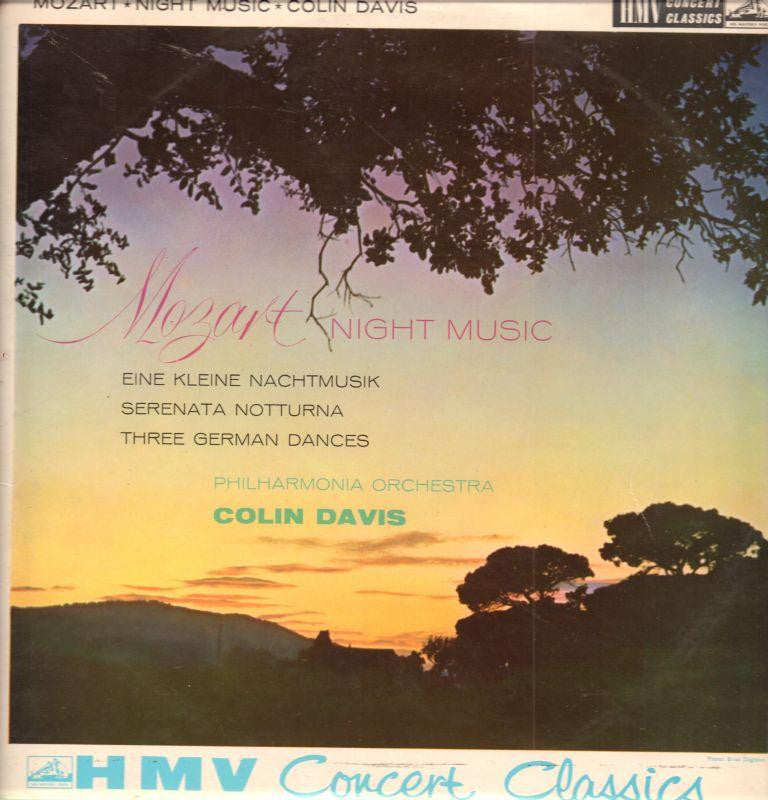 MOZART ★ NIGHT MUSIC ★ COLIN DAVIS
HMV CONCERT CLASSICS
Mozart NIGHT MUSIC
EINE KLEINE NACHTMUSIK
SERENATA NOTTURNA
THREE GERMAN DANCES
PHILHARMONIA ORCHESTRA
COLIN DAVIS
HMV Concert Classics